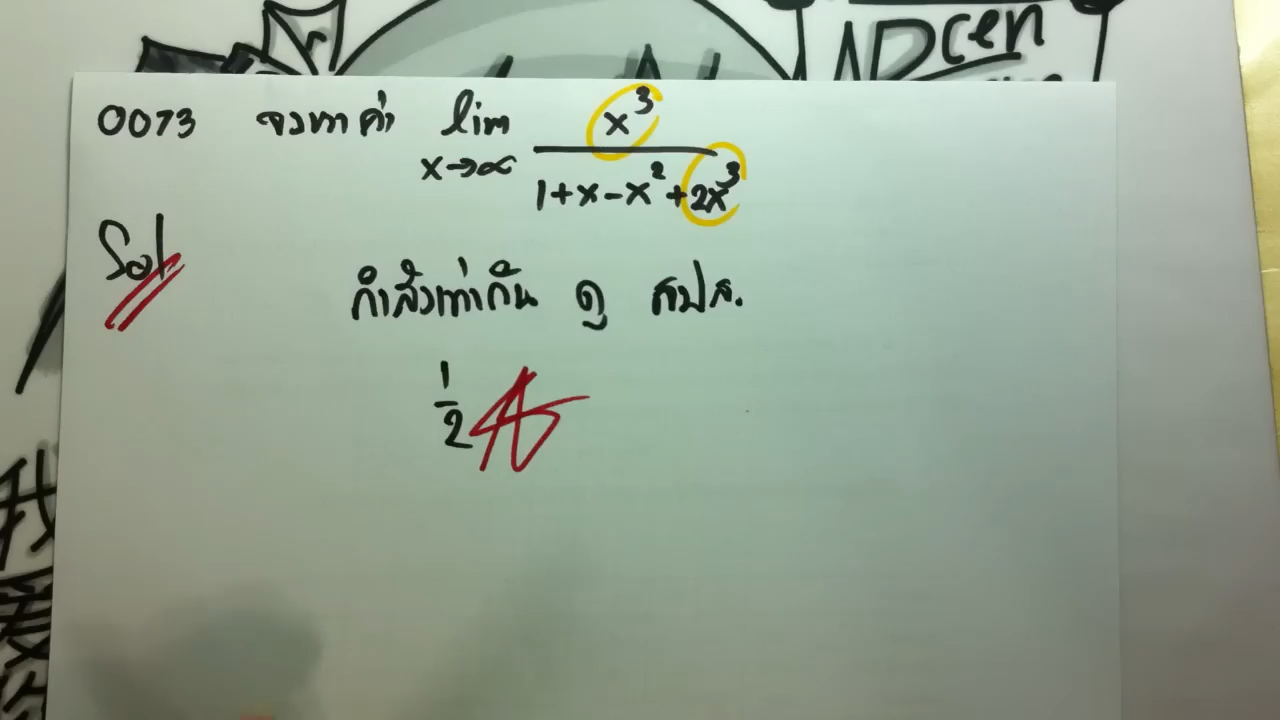 0073 จงหาค่า lim x→∞ x³ / 1+x-x²+2x³
Sol
กำลังเท่ากัน ดู สปส.
1/2
cen